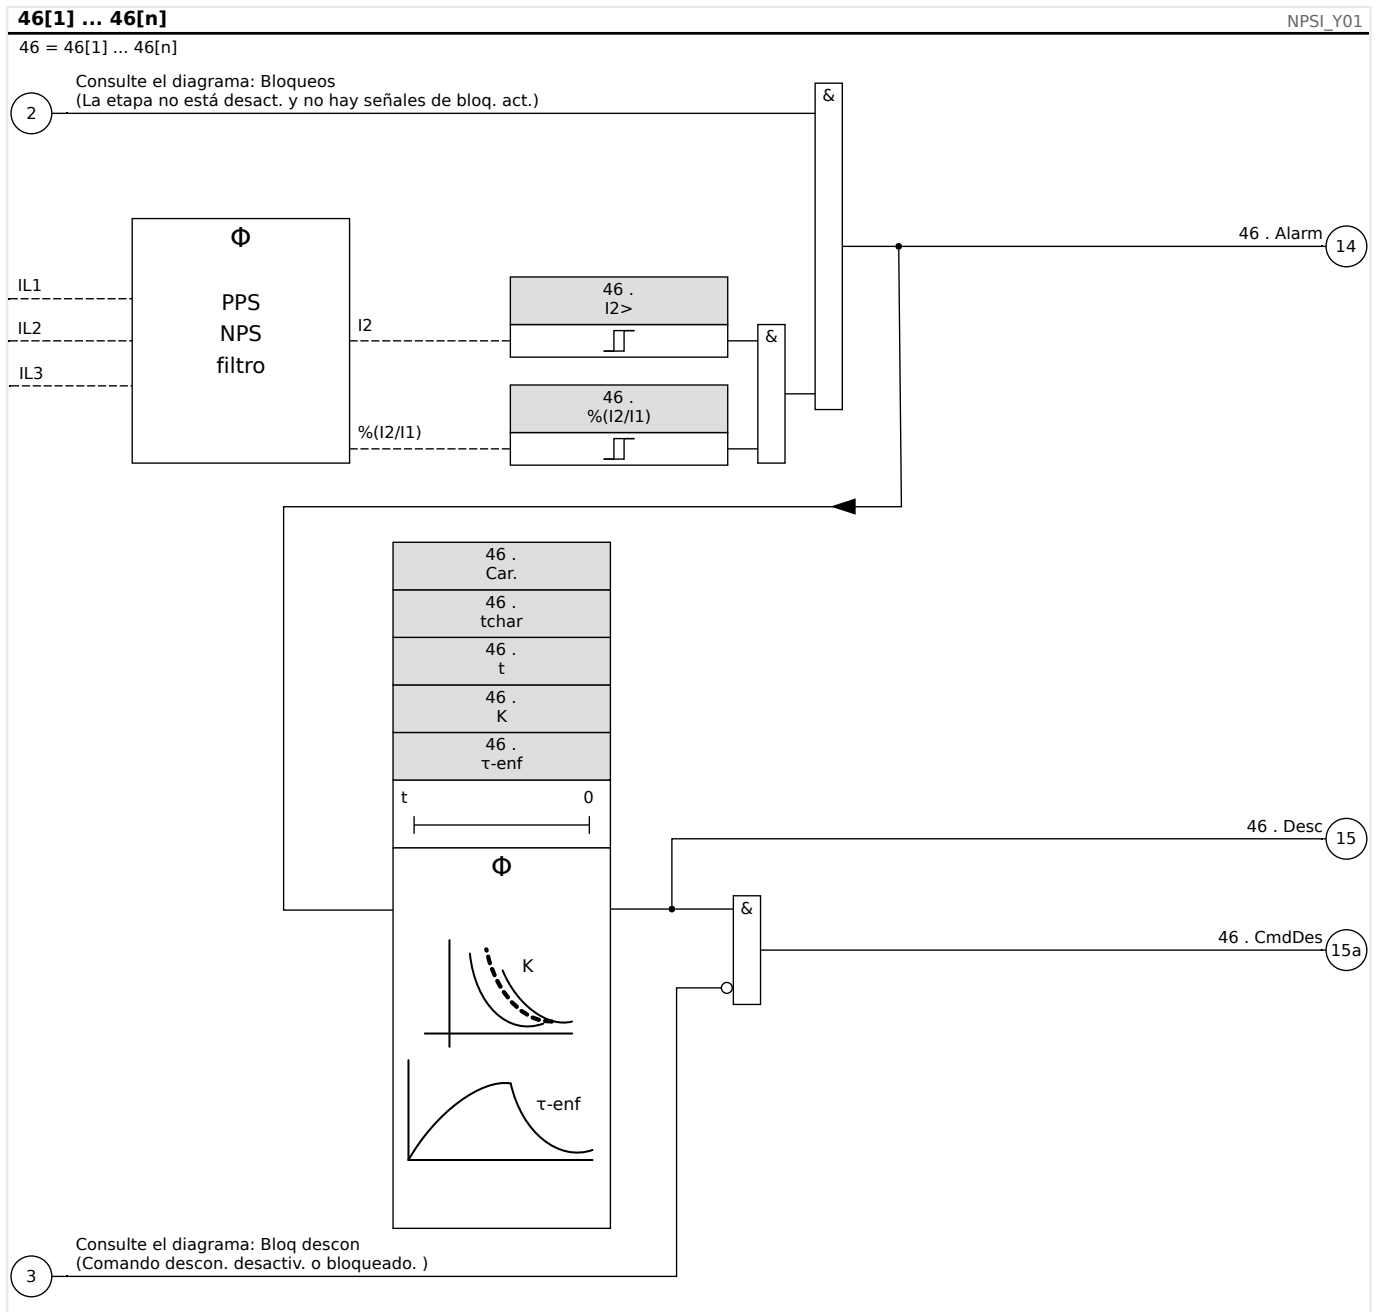 46[1] ... 46[n]
NPSI_Y01
46 = 46[1] ... 46[n]
Consulte el diagrama: Bloqueos
(La etapa no está desact. y no hay señales de bloq. act.)
2
&
Φ
PPS
NPS
filtro
IL1
IL2
IL3
I2
%(I2/I1)
46 .
I2>
46 .
%(I2/I1)
&
46 . Alarm
14
46 .
Car.
46 .
tchar
46 .
t
46 .
K
46 .
τ-enf
t 0
Φ
K
τ-enf
46 . Desc
15
&
46 . CmdDes
15a
Consulte el diagrama: Bloq descon
(Comando descon. desactiv. o bloqueado. )
3